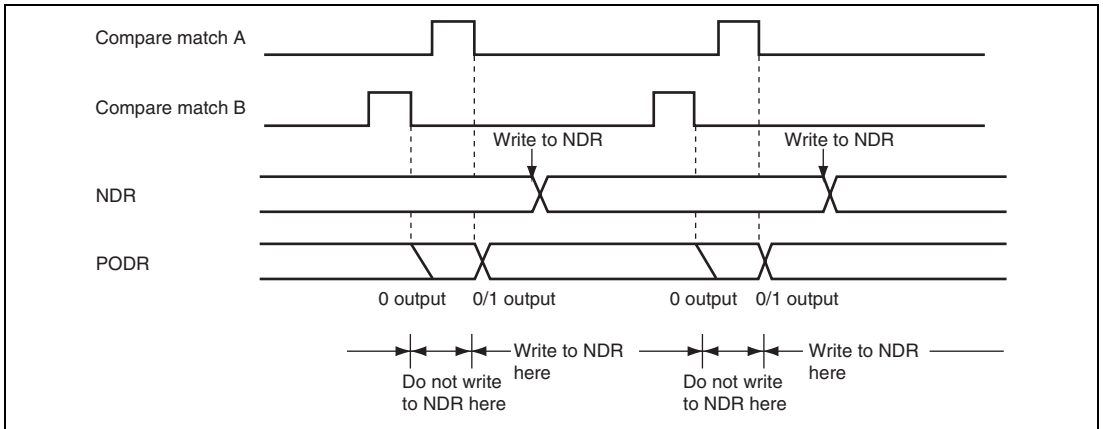 Compare match A
Compare match B
Write to NDR Write to NDR
NDR
PODR
0 output 0/1 output 0 output 0/1 output
Write to NDR here Write to NDR here
Do not write to NDR here Do not write to NDR here